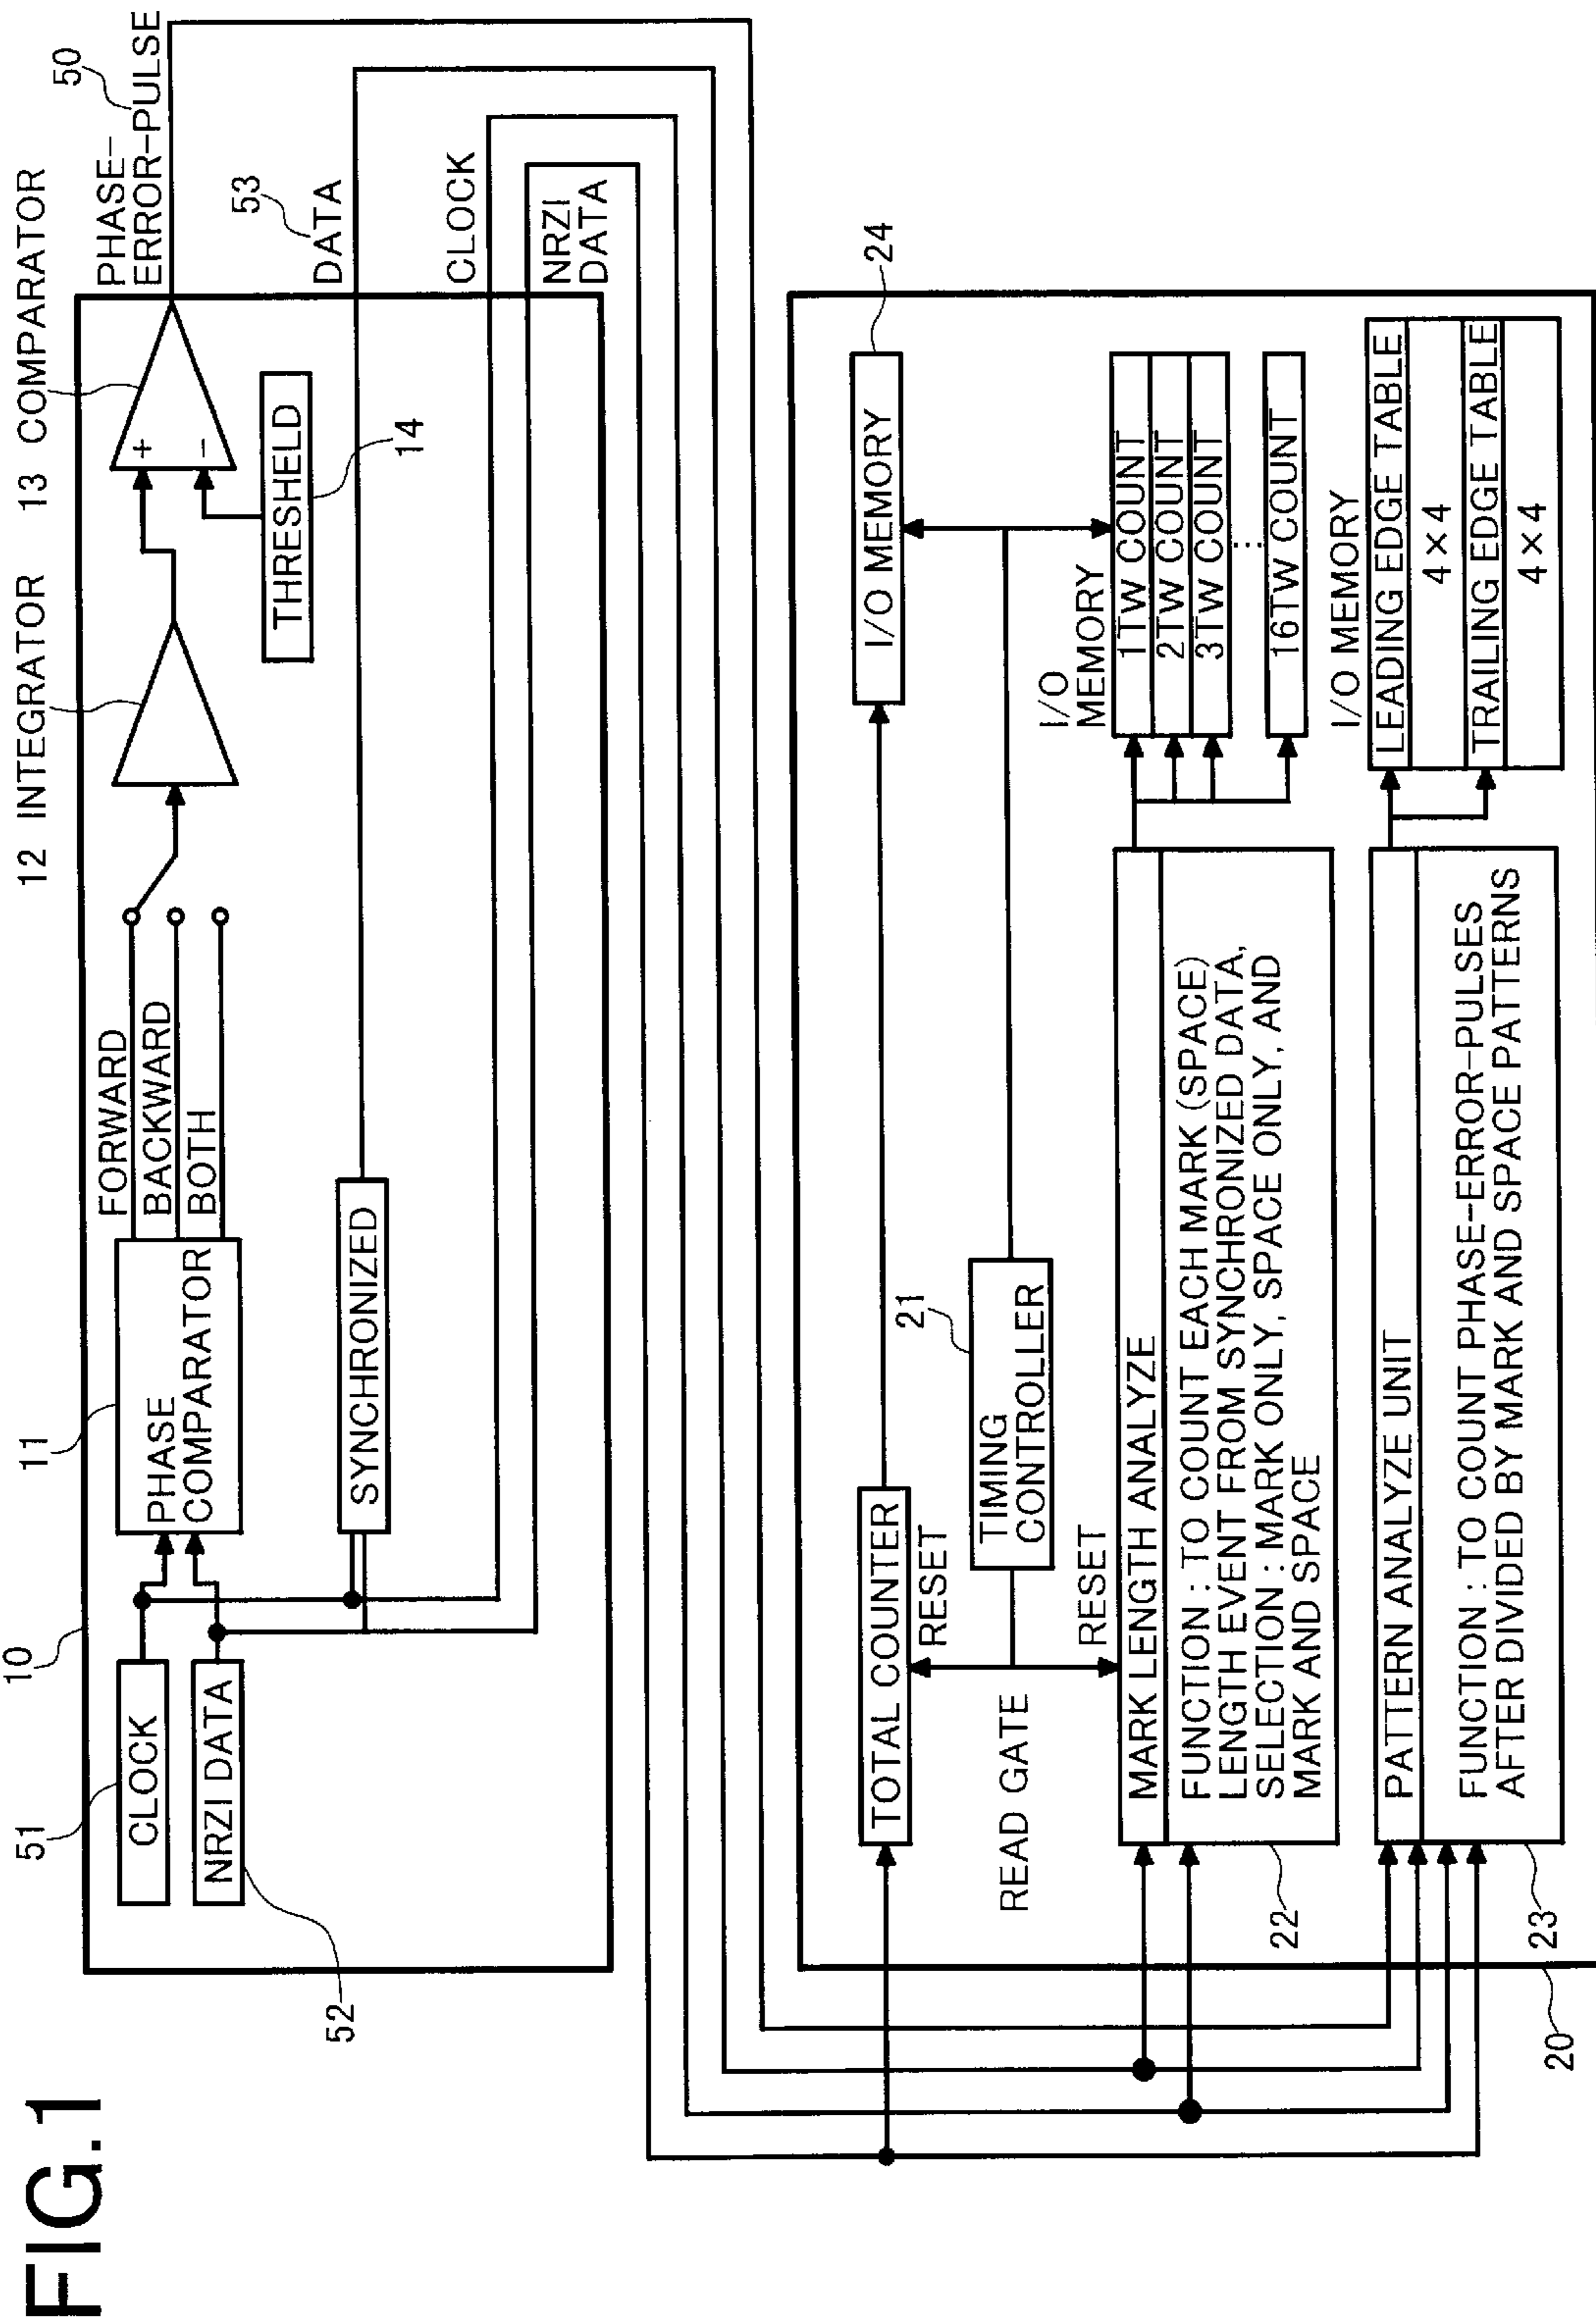 FIG.1
10
11
12 INTEGRATOR
13 COMPARATOR
50
51
CLOCK
NRZI DATA
52
PHASE
COMPARATOR
FORWARD
BACKWARD
BOTH
+
−
THRESHELD
14
SYNCHRONIZED
PHASE-
ERROR-PULSE
53
DATA
CLOCK
NRZI
DATA
TOTAL COUNTER
RESET
I/O MEMORY
24
READ GATE
21
TIMING
CONTROLLER
RESET
MARK LENGTH ANALYZE
FUNCTION : TO COUNT EACH MARK (SPACE)
LENGTH EVENT FROM SYNCHRONIZED DATA,
SELECTION : MARK ONLY, SPACE ONLY, AND
MARK AND SPACE
22
I/O
MEMORY
1TW COUNT
2TW COUNT
3TW COUNT
...
16TW COUNT
PATTERN ANALYZE UNIT
FUNCTION : TO COUNT PHASE-ERROR-PULSES
AFTER DIVIDED BY MARK AND SPACE PATTERNS
23
I/O MEMORY
LEADING EDGE TABLE
4×4
TRAILING EDGE TABLE
4×4
20